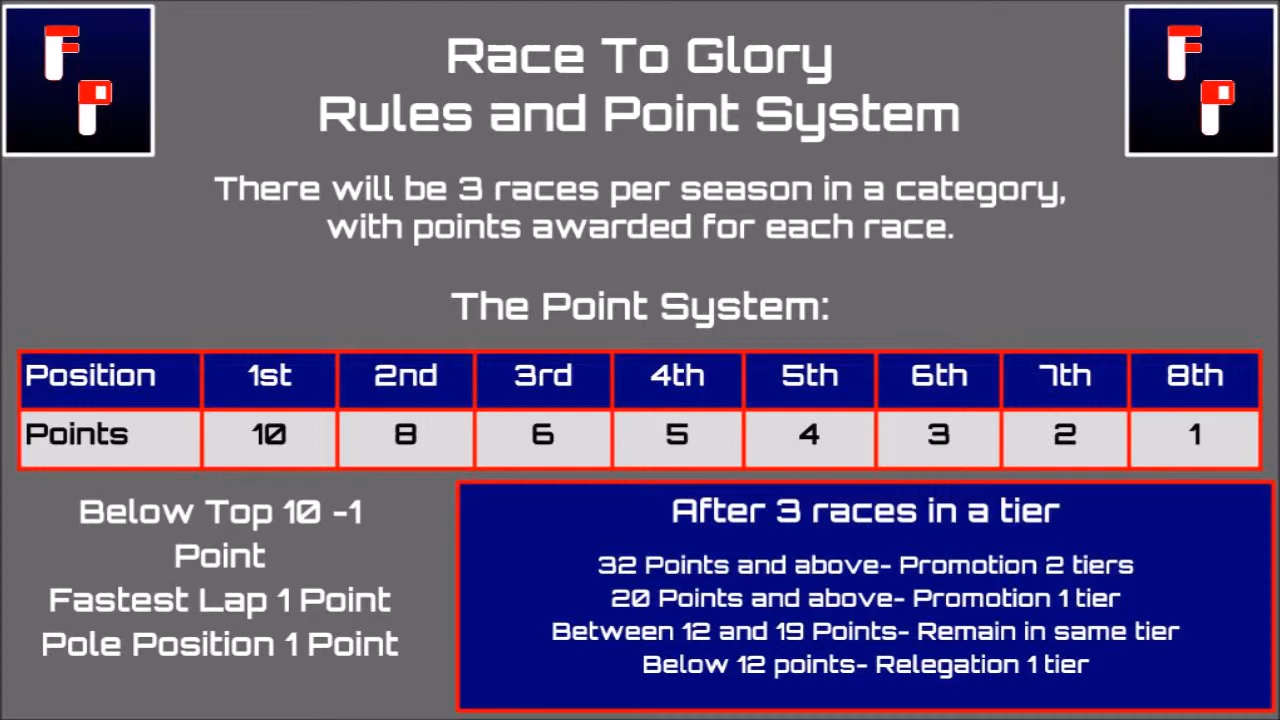 F
P
Race To Glory
F
P
Rules and Point System
There will be 3 races per season in a category,
with points awarded for each race.
The Point System:
Position 1st 2nd 3rd 4th 5th 6th 7th 8th
Points 10 8 6 5 4 3 2 1
Below Top 10 -1
Point
Fastest Lap 1 Point
Pole Position 1 Point
After 3 races in a tier
32 Points and above- Promotion 2 tiers
20 Points and above- Promotion 1 tier
Between 12 and 19 Points- Remain in same tier
Below 12 points- Relegation 1 tier